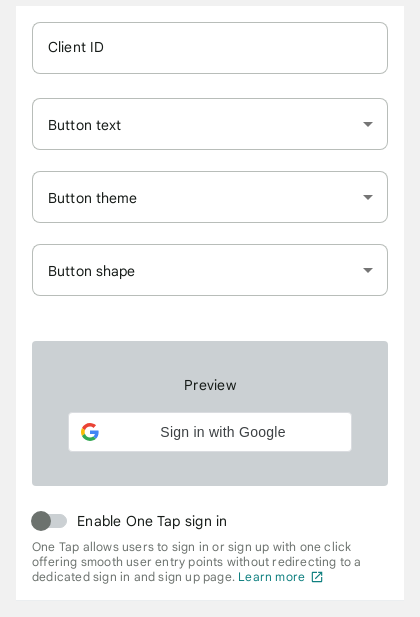 Client ID
Button text
Button theme
Button shape
Preview
Sign in with Google
Enable One Tap sign in
One Tap allows users to sign in or sign up with one click
offering smooth user entry points without redirecting to a
dedicated sign in and sign up page. Learn more